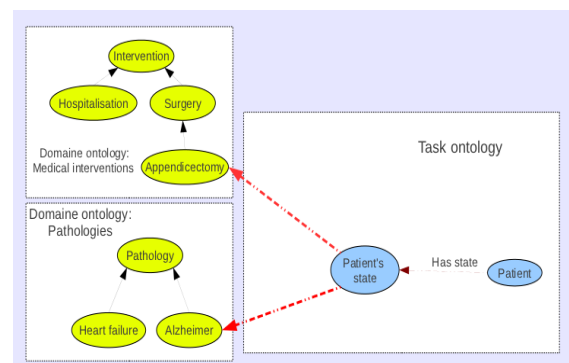 Intervention
Hospitalisation
Surgery
Domaine ontology:
Medical interventions
Appendicectomy
Domaine ontology:
Pathologies
Pathology
Heart failure
Alzheimer
Task ontology
Patient's
state
Has state
Patient